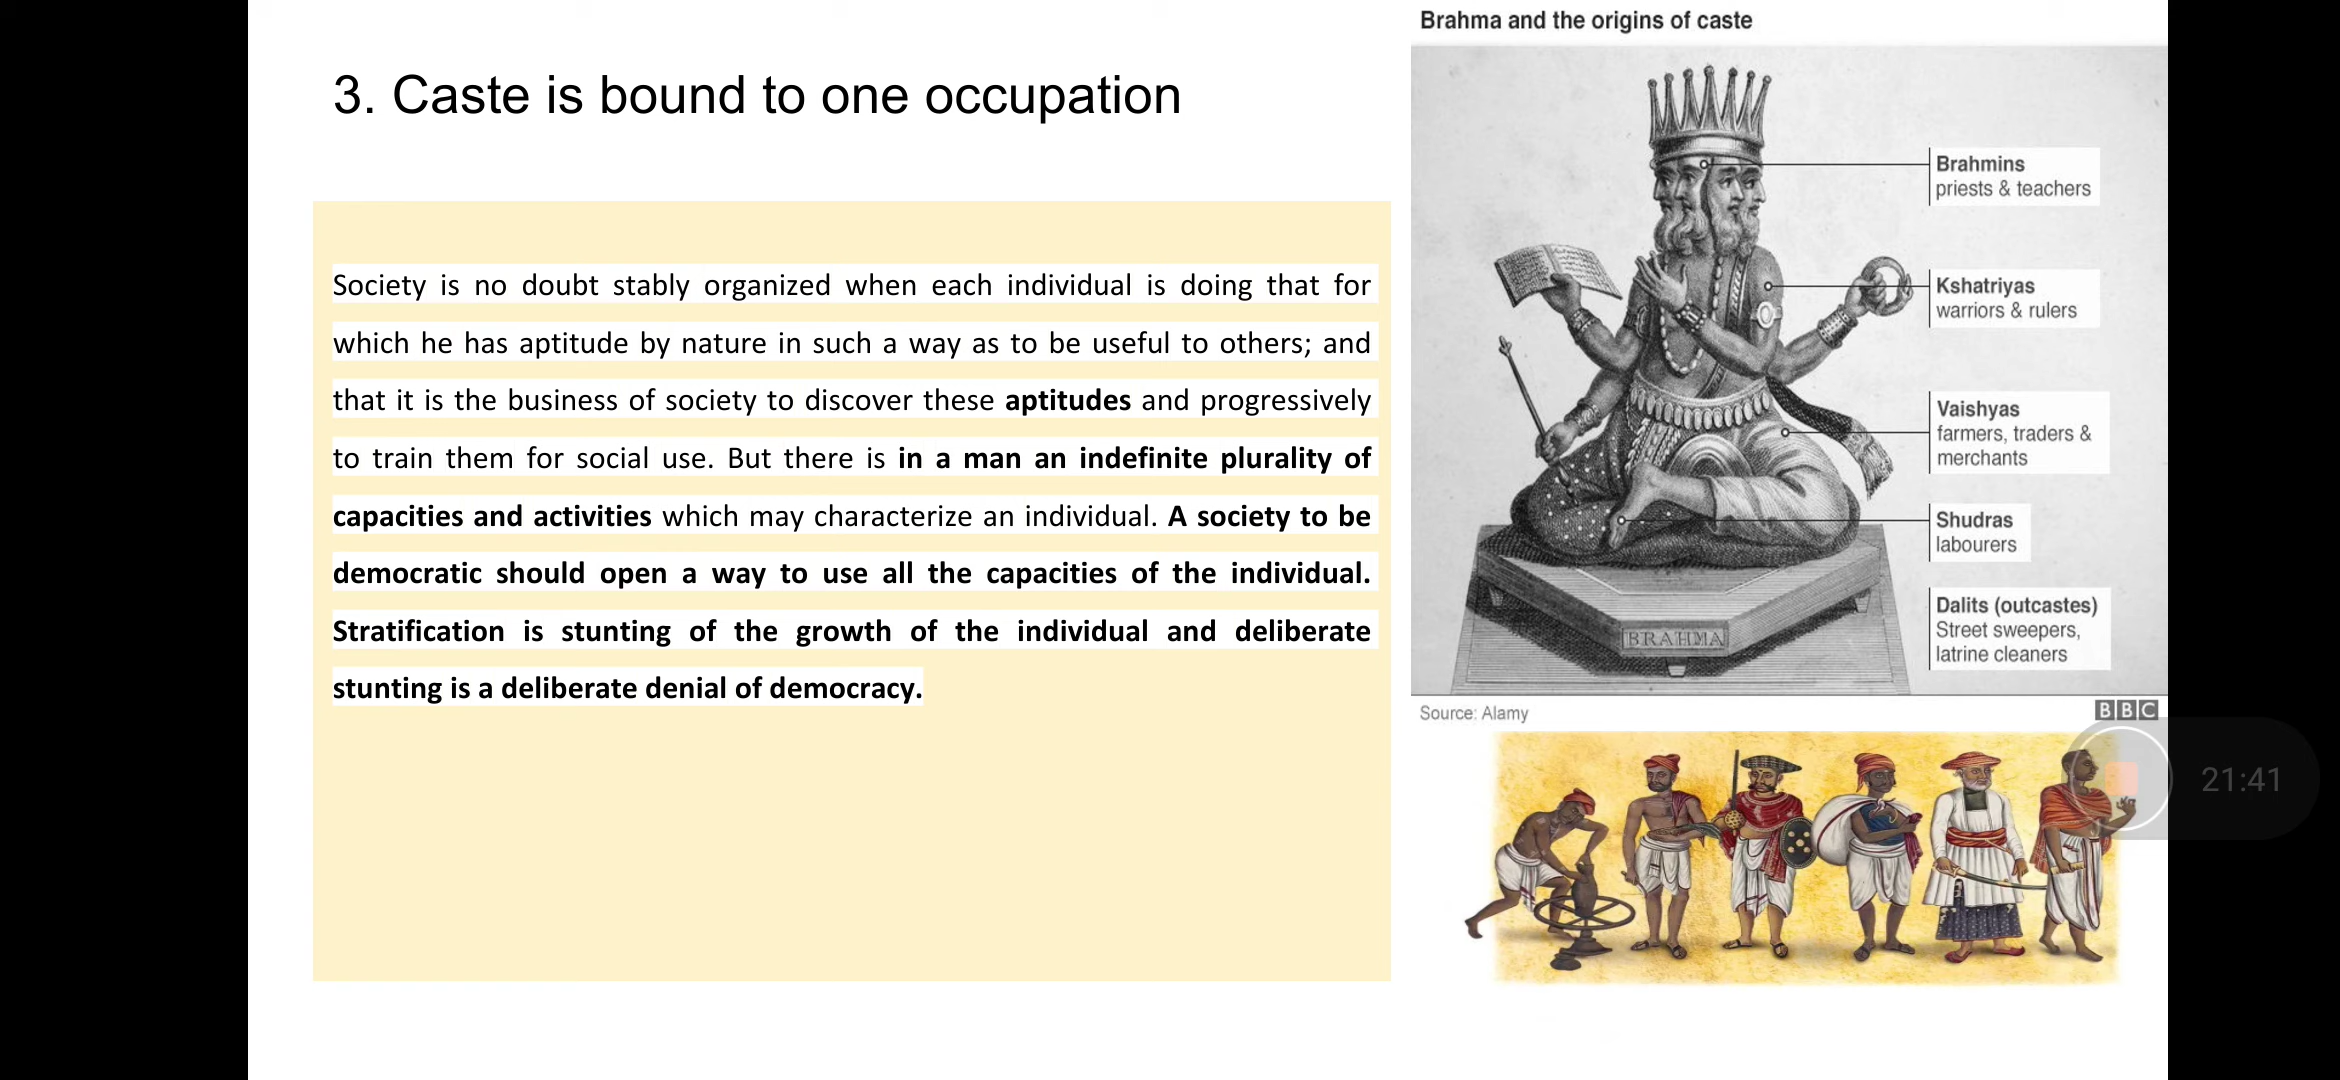 Brahma and the origins of caste
3. Caste is bound to one occupation
Society is no doubt stably organized when each individual is doing that for
which he has aptitude by nature in such a way as to be useful to others; and
that it is the business of society to discover these aptitudes and progressively
to train them for social use. But there is in a man an indefinite plurality of
capacities and activities which may characterize an individual. A society to be
democratic should open a way to use all the capacities of the individual.
Stratification is stunting of the growth of the individual and deliberate
stunting is a deliberate denial of democracy.
Brahmins
priests & teachers
Kshatriyas
warriors & rulers
Vaishyas
farmers, traders &
merchants
Shudras
labourers
Dalits (outcastes)
Street sweepers,
latrine cleaners
BRAHMA
Source: Alamy
BBC
21:41